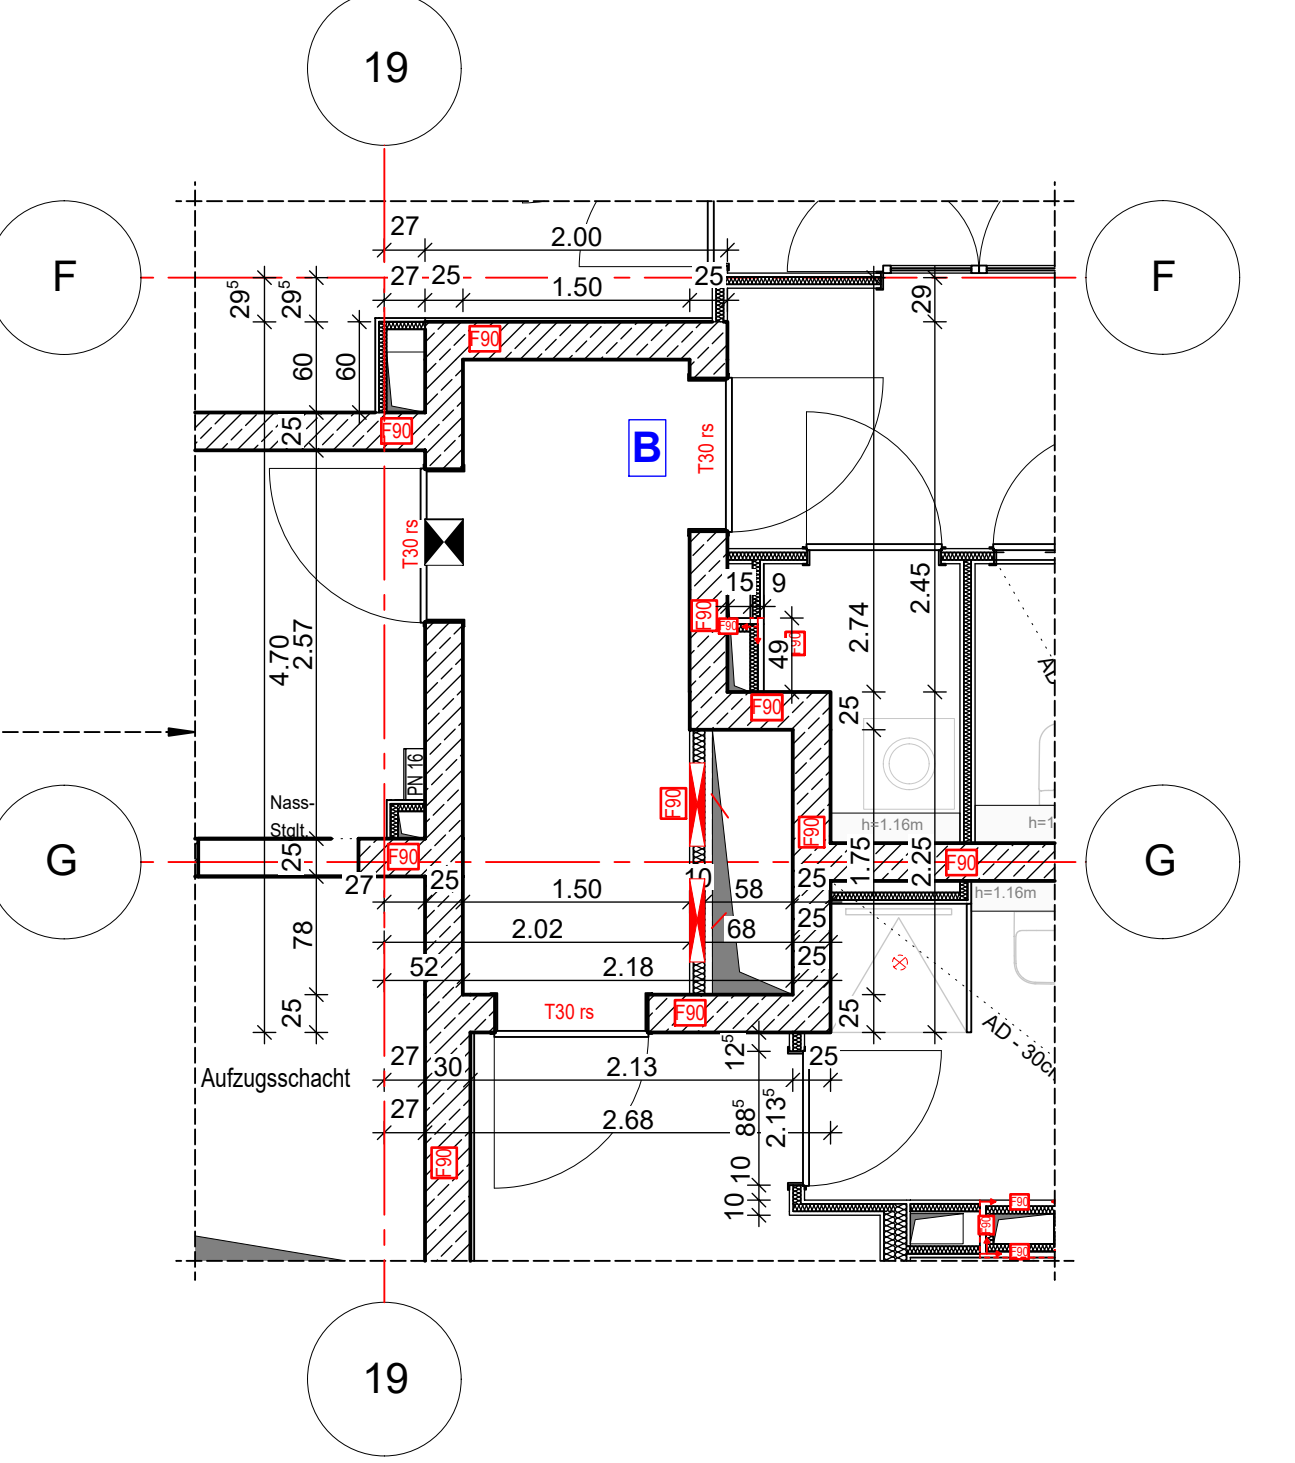 19
27
2.00
F
F
27
25
1.50
25
29⁵
29⁵
29
60
60
F90
25
F90
B
T30 rs
T30 rs
15
9
2.45
F90
F90
F90
49
2.74
4.70
2.57
F90
25
PN 16
Nass-
Stglt.
F90
F90
h=1.16m
h=1
G
25
F90
F90
G
27
25
1.50
10
58
25
1.75
2.25
h=1.16m
78
2.02
68
25
52
2.18
25
25
T30 rs
F90
25
AD - 30cm
27
30
2.13
12⁵
25
Aufzugsschacht
27
2.68
88⁵
2.13⁵
F90
10
10
F90
F90
F90
19